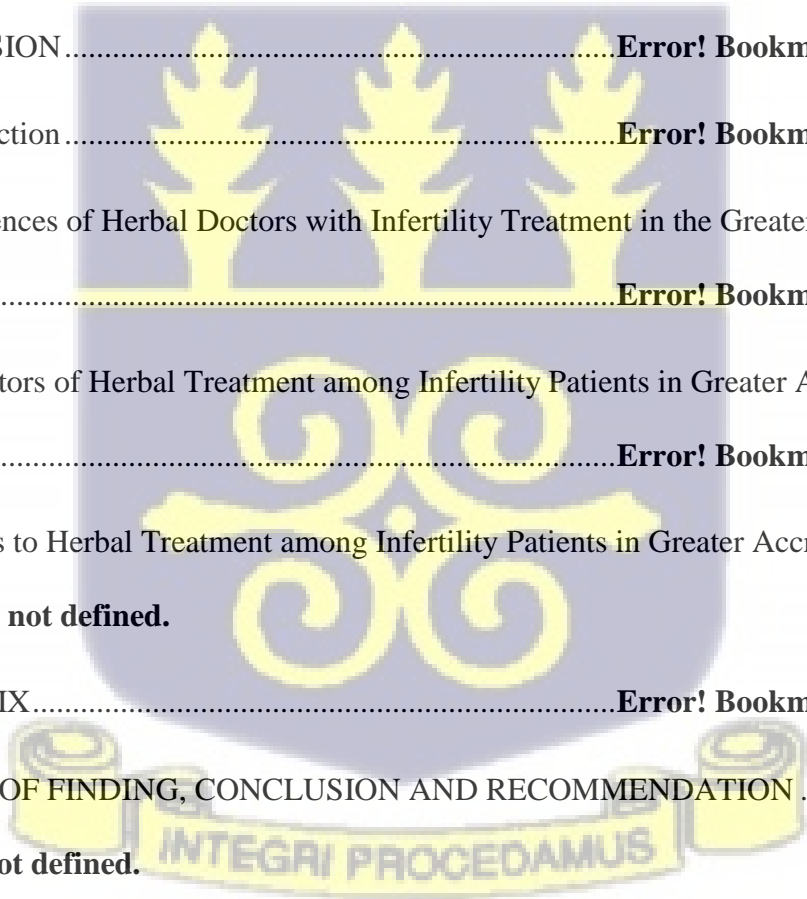 SION.....................................................................Error! Bookm
ction.....................................................................Error! Bookm
ences of Herbal Doctors with Infertility Treatment in the Greater
.....................................................................Error! Bookm
tors of Herbal Treatment among Infertility Patients in Greater A
.....................................................................Error! Bookm
s to Herbal Treatment among Infertility Patients in Greater Accr
not defined.
IX.....................................................................Error! Bookm
OF FINDING, CONCLUSION AND RECOMMENDATION .
ot defined.
INTEGRI PROCEDAMUS